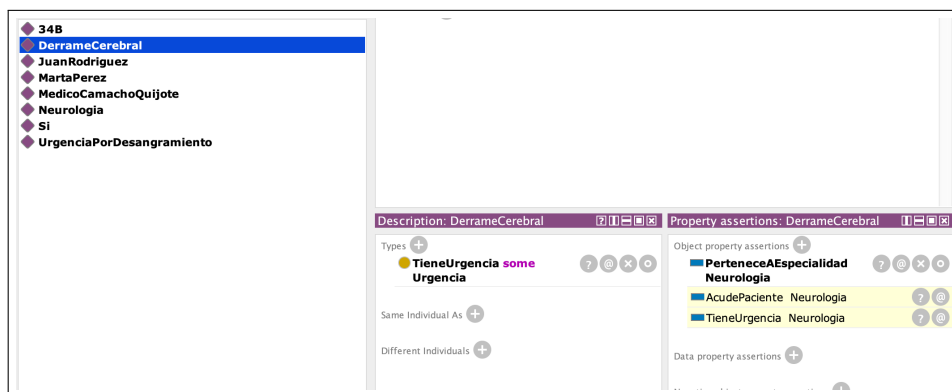 34B
DerrameCerebral
JuanRodriguez
MartaPerez
MedicoCamachoQuijote
Neurologia
Si
UrgenciaPorDesangramiento
Description: DerrameCerebral
Types
TieneUrgencia some
Urgencia
Same Individual As
Different Individuals
Property assertions: DerrameCerebral
Object property assertions
PerteneceAEspecialidad
Neurologia
AcudePaciente Neurologia
TieneUrgencia Neurologia
Data property assertions